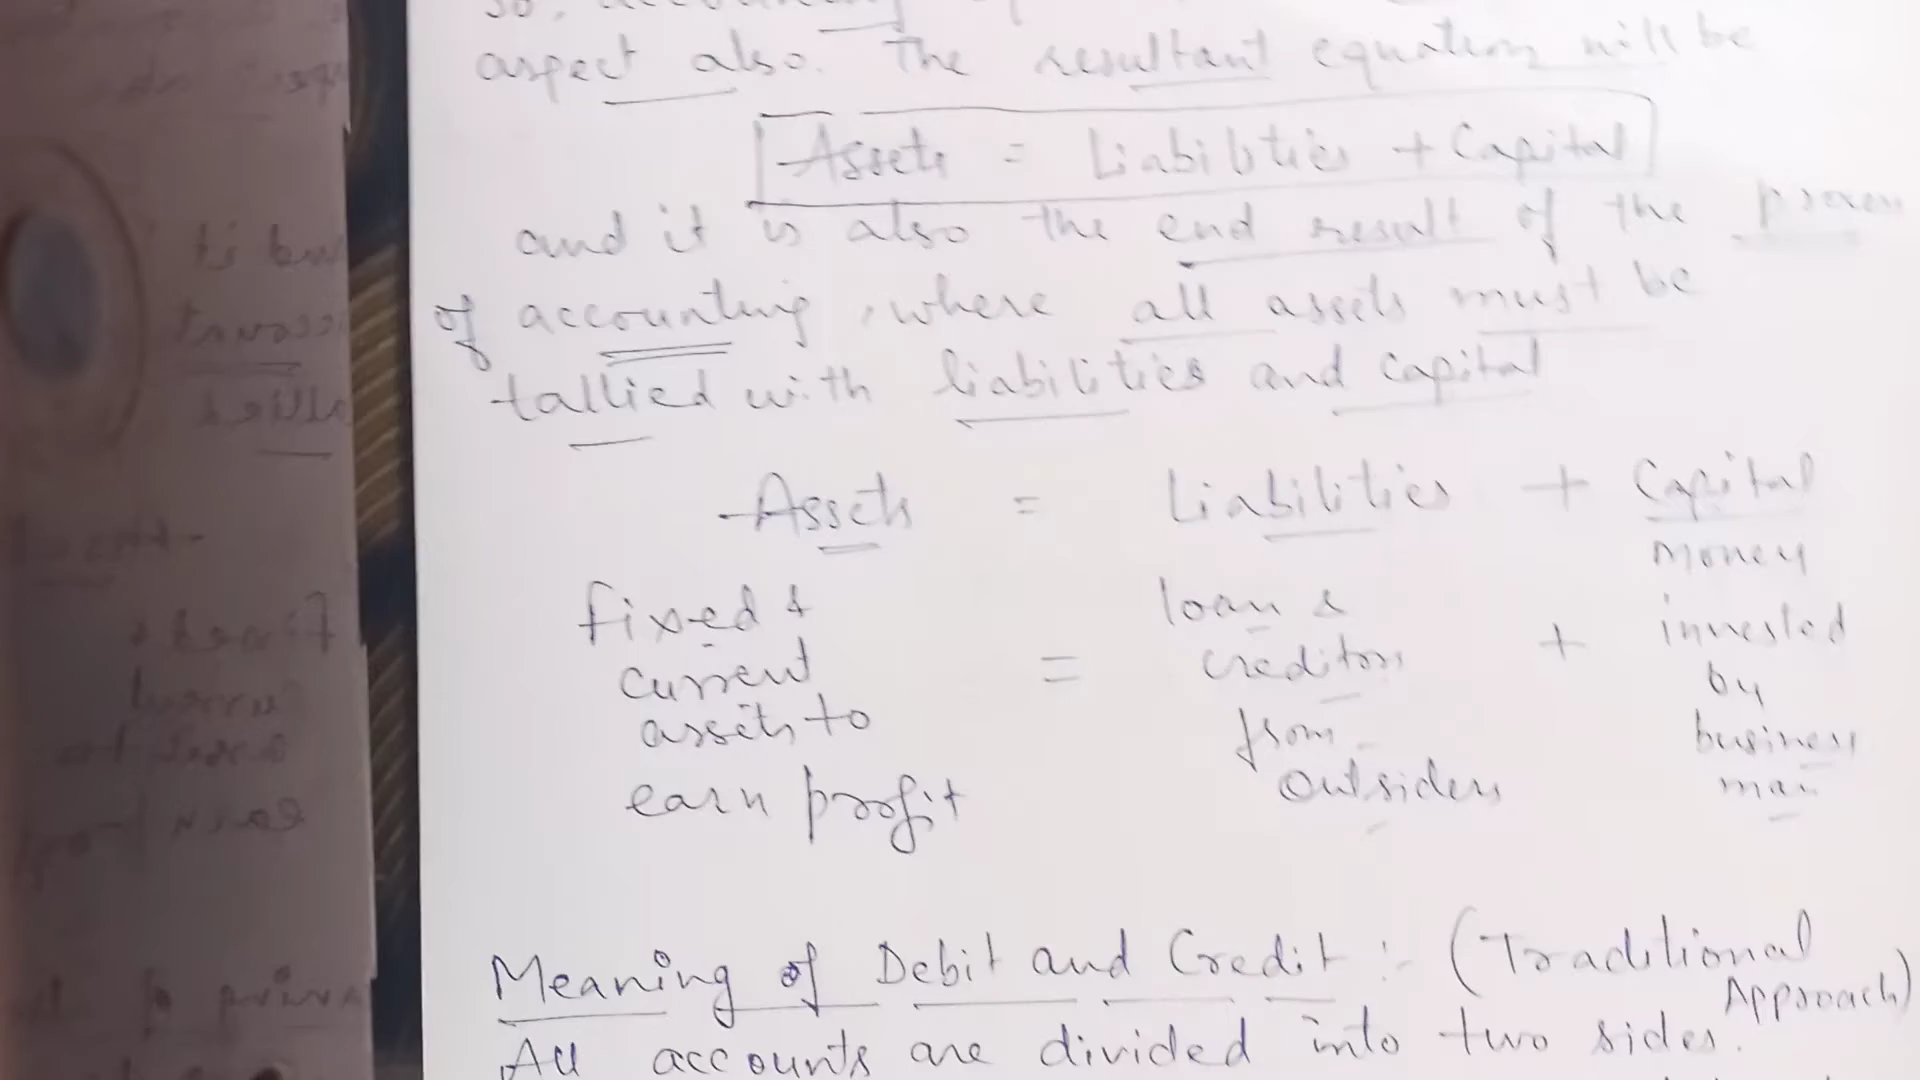 so, accounting
aspect also. The resultant equation will be
Assets = Liabilities + Capital
and it is also the end result of the process
of accounting, where all assets must be
tallied with liabilities and capital
Assets = Liabilities + Capital
fixed & current assets to earn profit = loan & creditors from outsiders + money invested by business man
Meaning of Debit and Credit :- (Traditional Approach)
All accounts are divided into two sides.